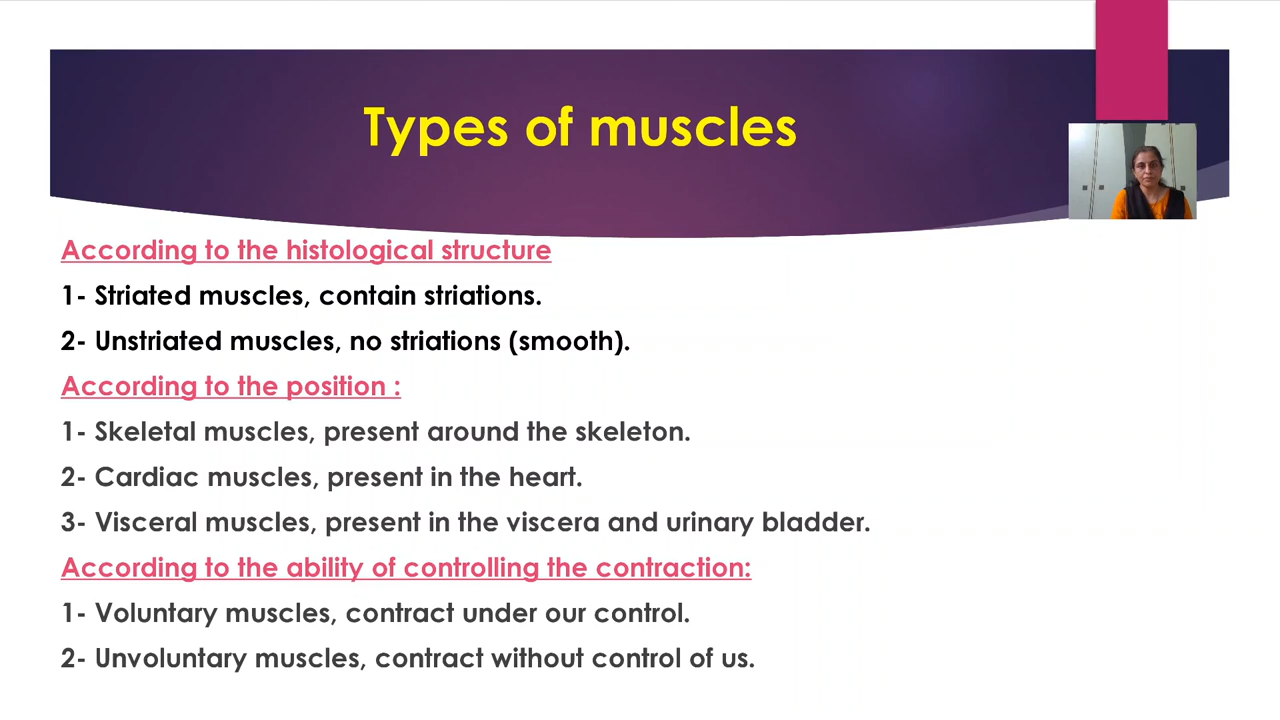 Types of muscles
According to the histological structure
1- Striated muscles, contain striations.
2- Unstriated muscles, no striations (smooth).
According to the position :
1- Skeletal muscles, present around the skeleton.
2- Cardiac muscles, present in the heart.
3- Visceral muscles, present in the viscera and urinary bladder.
According to the ability of controlling the contraction:
1- Voluntary muscles, contract under our control.
2- Unvoluntary muscles, contract without control of us.